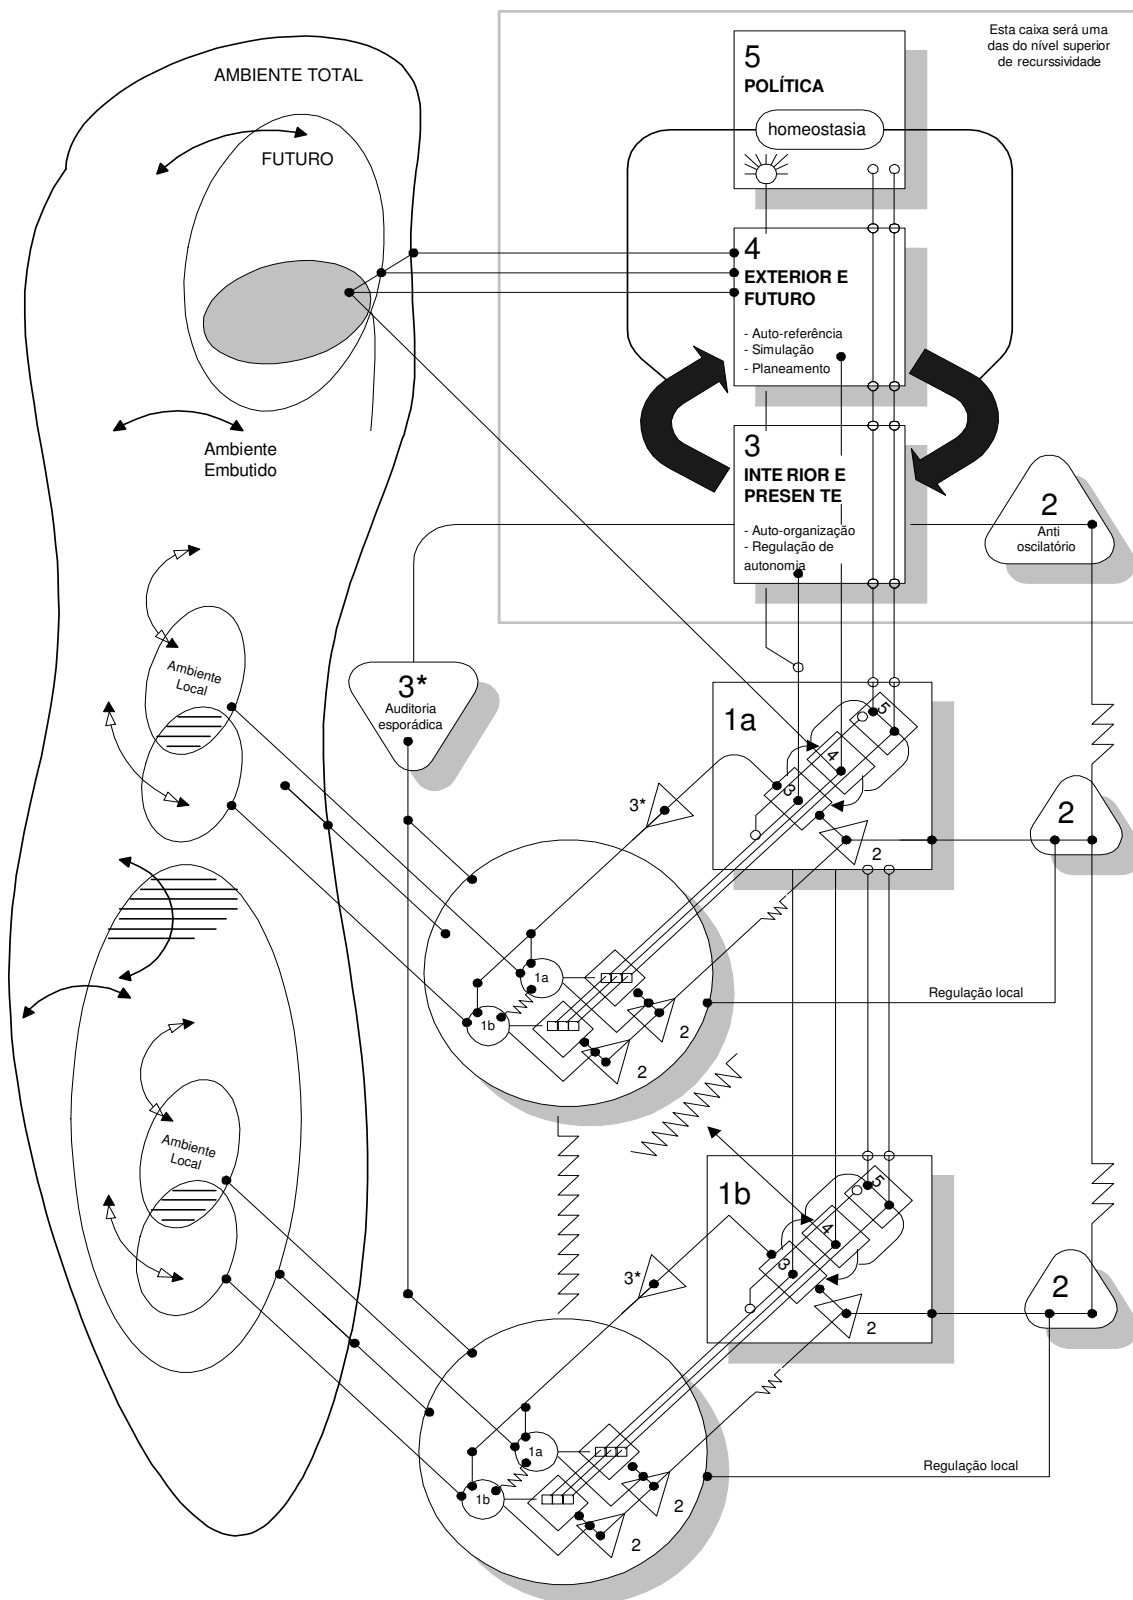 Esta caixa será uma
das do nível superior
de recurssividade
AMBIENTE TOTAL
FUTURO
5
POLÍTICA
homeostasia
4
EXTERIOR E
FUTURO
- Auto-referência
- Simulação
- Planeamento
Ambiente
Embutido
3
INTE RIOR E
PRESEN TE
- Auto-organização
- Regulação de
autonomia
2
Anti
oscilatório
Ambiente
Local
3*
Auditoria
esporádica
1a
5
4
3
3*
2
2
1a
1b
2
2
Regulação local
Ambiente
Local
1b
5
4
3
3*
2
2
1a
1b
2
2
Regulação local